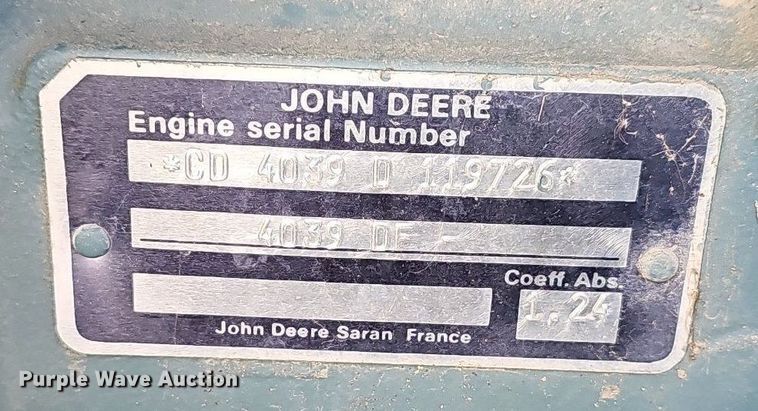 JOHN DEERE
Engine serial Number
*CD 4039 D 119726*
4039 DF -
Coeff. Abs.
1.24
John Deere Saran France
Purple Wave Auction